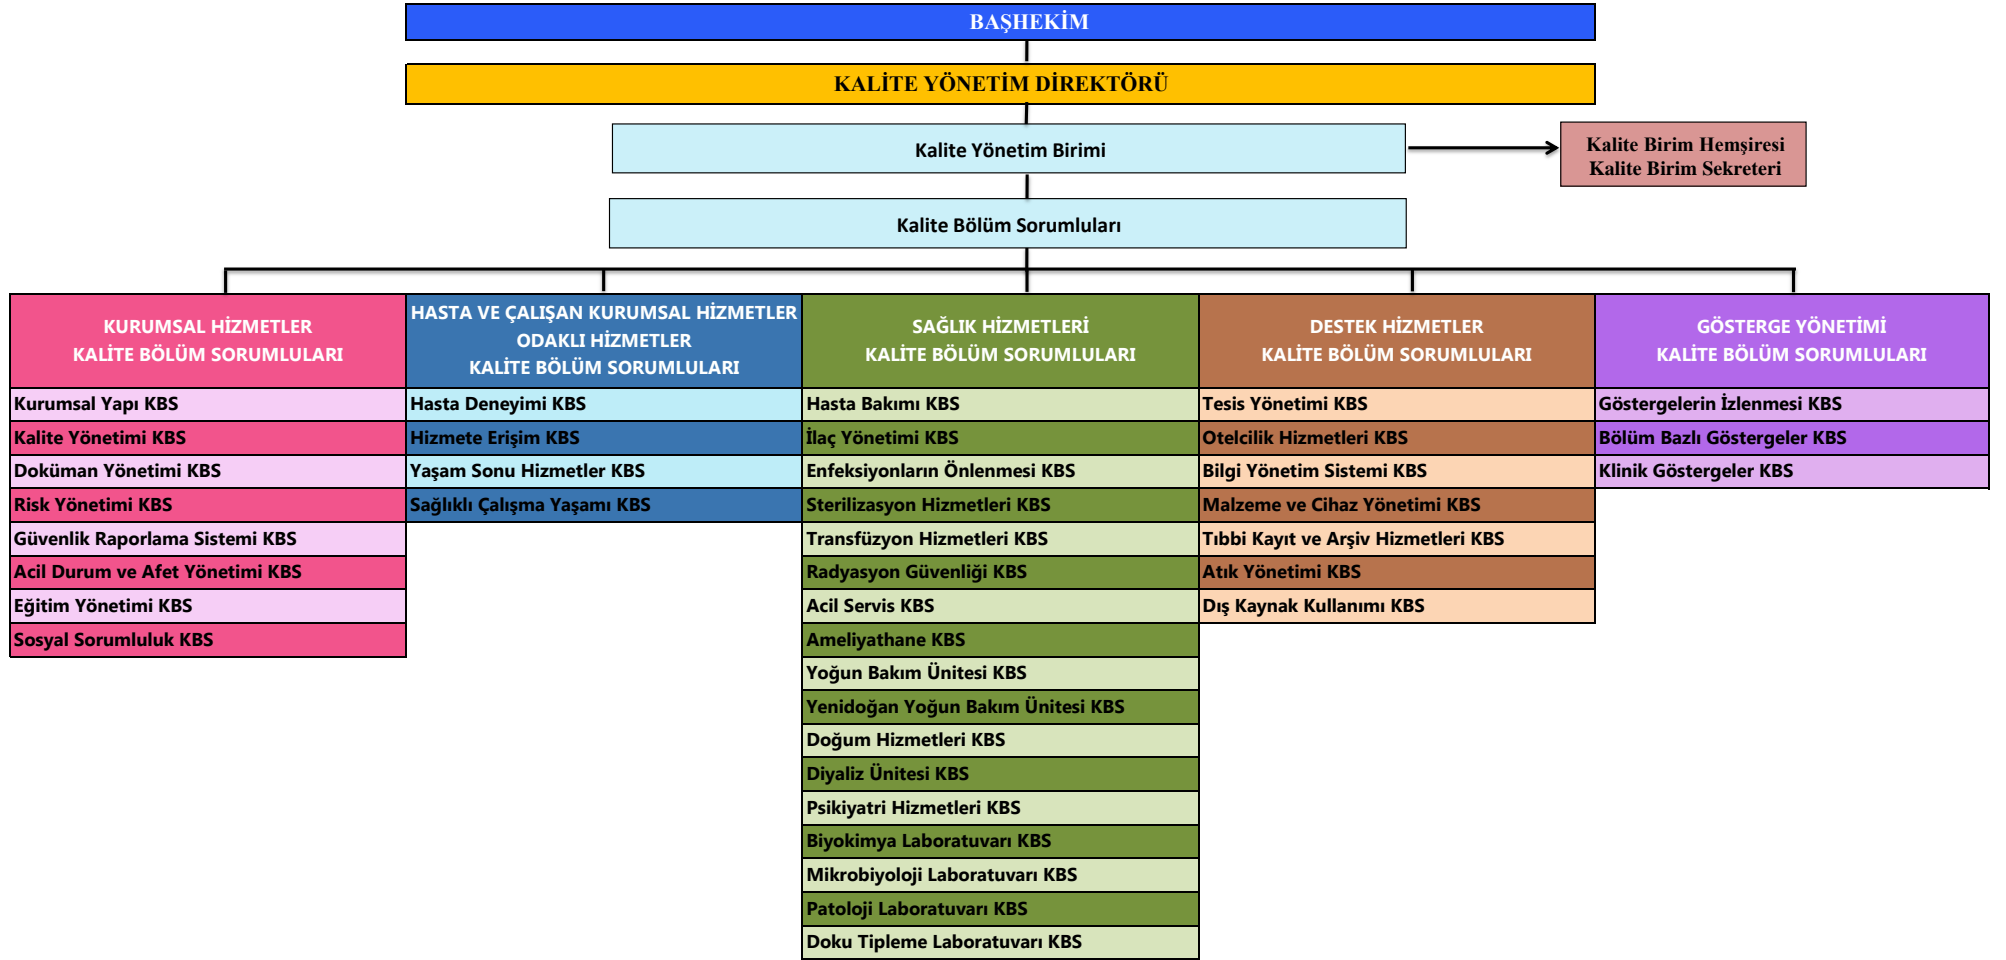 BAŞHEKİM
KALİTE YÖNETİM DİREKTÖRÜ
Kalite Yönetim Birimi
Kalite Birim Hemşiresi
Kalite Birim Sekreteri
Kalite Bölüm Sorumluları
KURUMSAL HİZMETLER
KALİTE BÖLÜM SORUMLULARI
Kurumsal Yapı KBS
Kalite Yönetimi KBS
Doküman Yönetimi KBS
Risk Yönetimi KBS
Güvenlik Raporlama Sistemi KBS
Acil Durum ve Afet Yönetimi KBS
Eğitim Yönetimi KBS
Sosyal Sorumluluk KBS
HASTA VE ÇALIŞAN KURUMSAL HİZMETLER
ODAKLI HİZMETLER
KALİTE BÖLÜM SORUMLULARI
Hasta Deneyimi KBS
Hizmete Erişim KBS
Yaşam Sonu Hizmetler KBS
Sağlıklı Çalışma Yaşamı KBS
SAĞLIK HİZMETLERİ
KALİTE BÖLÜM SORUMLULARI
Hasta Bakımı KBS
İlaç Yönetimi KBS
Enfeksiyonların Önlenmesi KBS
Sterilizasyon Hizmetleri KBS
Transfüzyon Hizmetleri KBS
Radyasyon Güvenliği KBS
Acil Servis KBS
Ameliyathane KBS
Yoğun Bakım Ünitesi KBS
Yenidoğan Yoğun Bakım Ünitesi KBS
Doğum Hizmetleri KBS
Diyaliz Ünitesi KBS
Psikiyatri Hizmetleri KBS
Biyokimya Laboratuvarı KBS
Mikrobiyoloji Laboratuvarı KBS
Patoloji Laboratuvarı KBS
Doku Tipleme Laboratuvarı KBS
DESTEK HİZMETLER
KALİTE BÖLÜM SORUMLULARI
Tesis Yönetimi KBS
Otelcilik Hizmetleri KBS
Bilgi Yönetim Sistemi KBS
Malzeme ve Cihaz Yönetimi KBS
Tıbbi Kayıt ve Arşiv Hizmetleri KBS
Atık Yönetimi KBS
Dış Kaynak Kullanımı KBS
GÖSTERGE YÖNETİMİ
KALİTE BÖLÜM SORUMLULARI
Göstergelerin İzlenmesi KBS
Bölüm Bazlı Göstergeler KBS
Klinik Göstergeler KBS